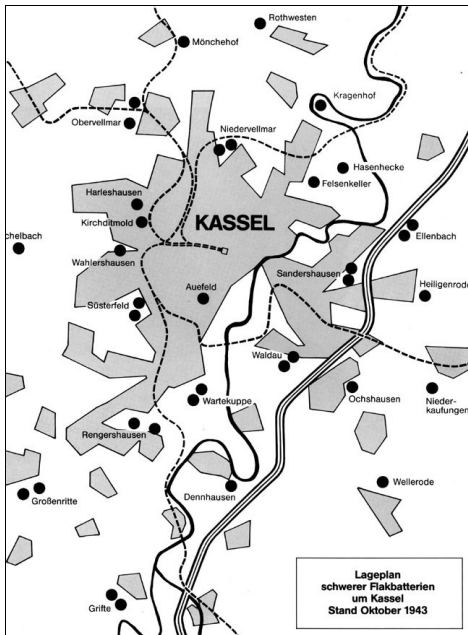 Rothwesten
Mönchehof
Kragenhof
Obervellmar
Niedervellmar
Hasenhecke
Felsenkeller
Harleshausen
Kirchditmold
KASSEL
Ellenbach
chelbach
Wahlershausen
Sandershausen
Auefeld
Heiligenrode
Süsterfeld
Waldau
Wartekuppe
Ochshausen
Nieder-
kaufungen
Rengershausen
Wellerode
Großenritte
Dennhausen
Lageplan
schwerer Flakbatterien
um Kassel
Stand Oktober 1943
Grifte